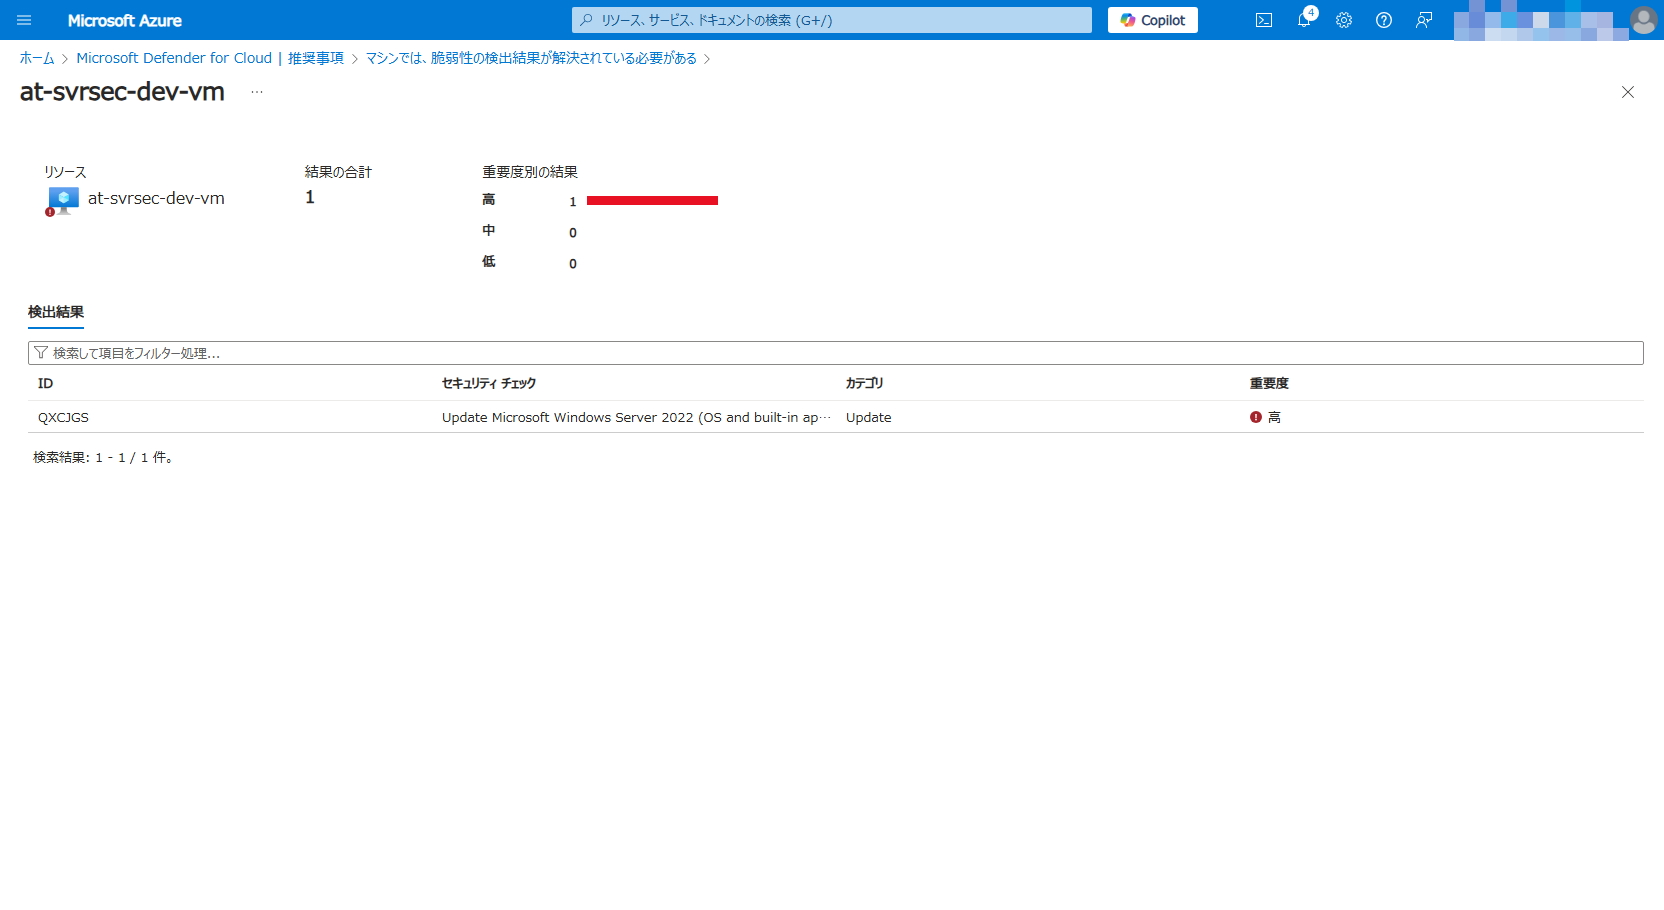 Microsoft Azure
リソース、サービス、ドキュメントの検索 (G+/)
Copilot
4
ホーム > Microsoft Defender for Cloud | 推奨事項 > マシンでは、脆弱性の検出結果が解決されている必要がある >
at-svrsec-dev-vm ...
リソース
at-svrsec-dev-vm
結果の合計
1
重要度別の結果
高 1
中 0
低 0
検出結果
検索して項目をフィルター処理...
ID セキュリティ チェック カテゴリ 重要度
QXCJGS Update Microsoft Windows Server 2022 (OS and built-in ap... Update 高
検索結果: 1 - 1 / 1 件。